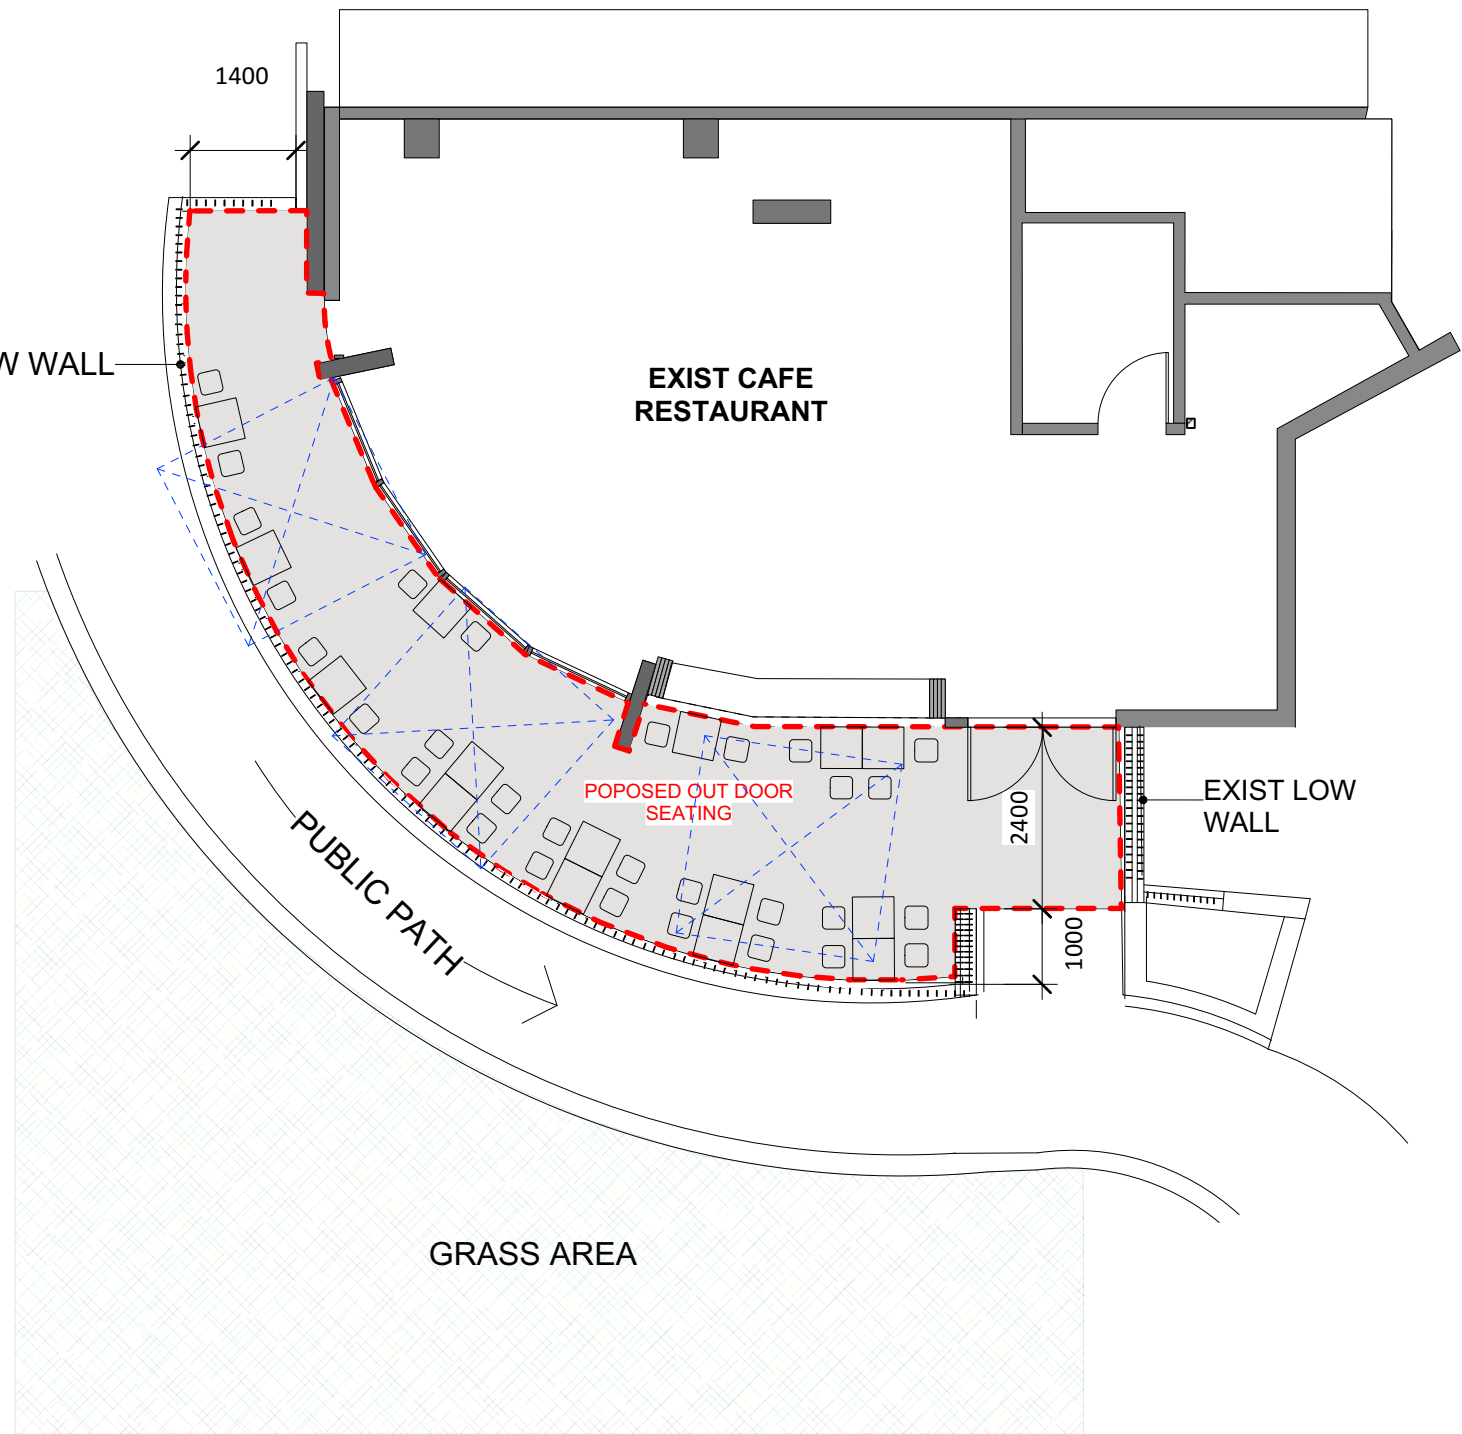 1400
W WALL
EXIST CAFE
RESTAURANT
POPOSED OUT DOOR
SEATING
2400
EXIST LOW
WALL
1000
PUBLIC PATH
GRASS AREA